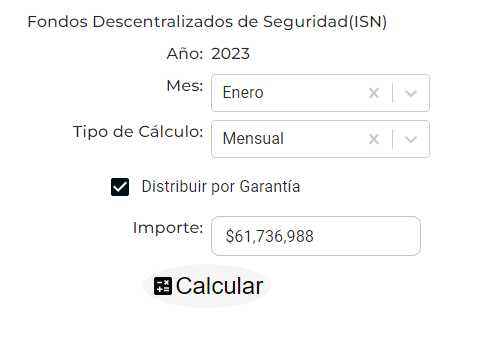 Fondos Descentralizados de Seguridad(ISN)
Año: 2023
Mes: Enero
Tipo de Cálculo: Mensual
Distribuir por Garantía
Importe: $61,736,988
Calcular